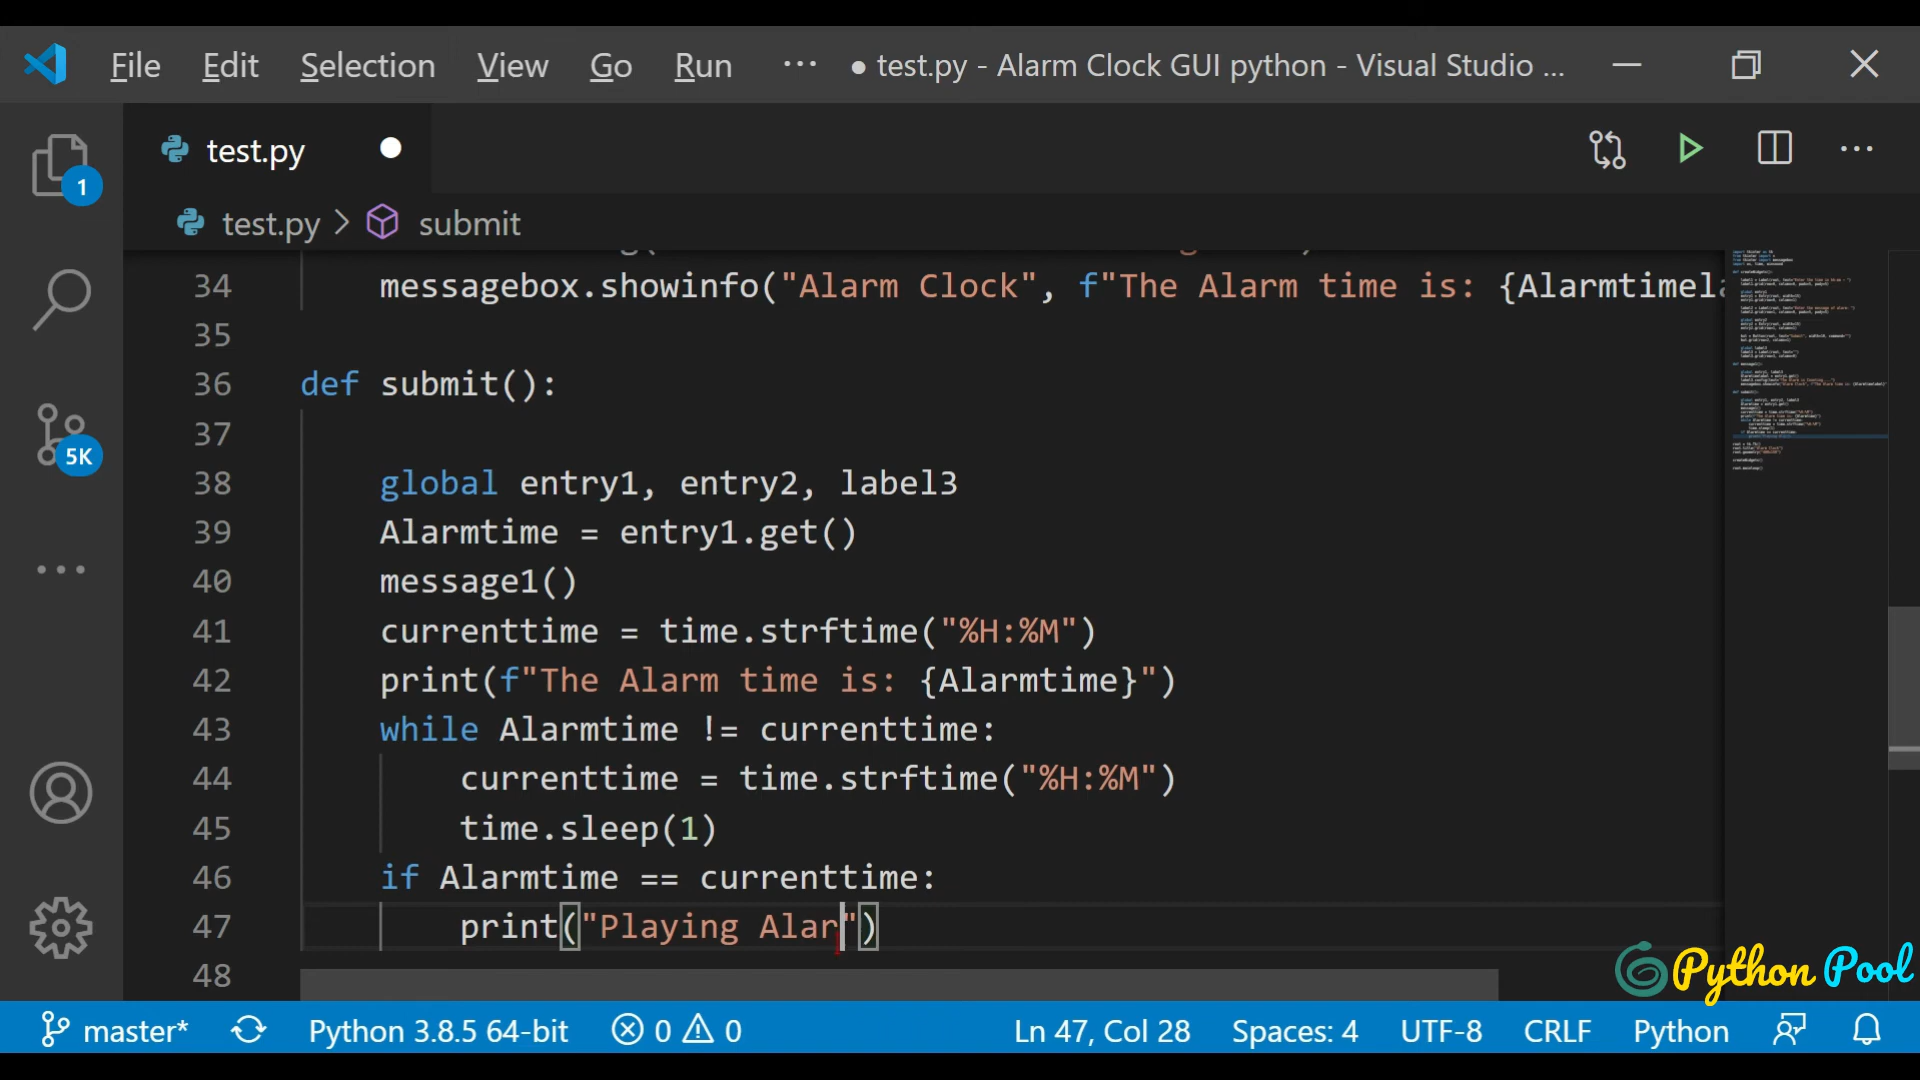 File Edit Selection View Go Run ··· ● test.py - Alarm Clock GUI python - Visual Studio ...
test.py
1
test.py > submit
34 messagebox.showinfo("Alarm Clock", f"The Alarm time is: {Alarmtimela
35
36 def submit():
37
5K
38 global entry1, entry2, label3
39 Alarmtime = entry1.get()
40 message1()
41 currenttime = time.strftime("%H:%M")
42 print(f"The Alarm time is: {Alarmtime}")
43 while Alarmtime != currenttime:
44 currenttime = time.strftime("%H:%M")
45 time.sleep(1)
46 if Alarmtime == currenttime:
47 print("Playing Alar")
48
Python Pool
master* Python 3.8.5 64-bit 0 0 Ln 47, Col 28 Spaces: 4 UTF-8 CRLF Python